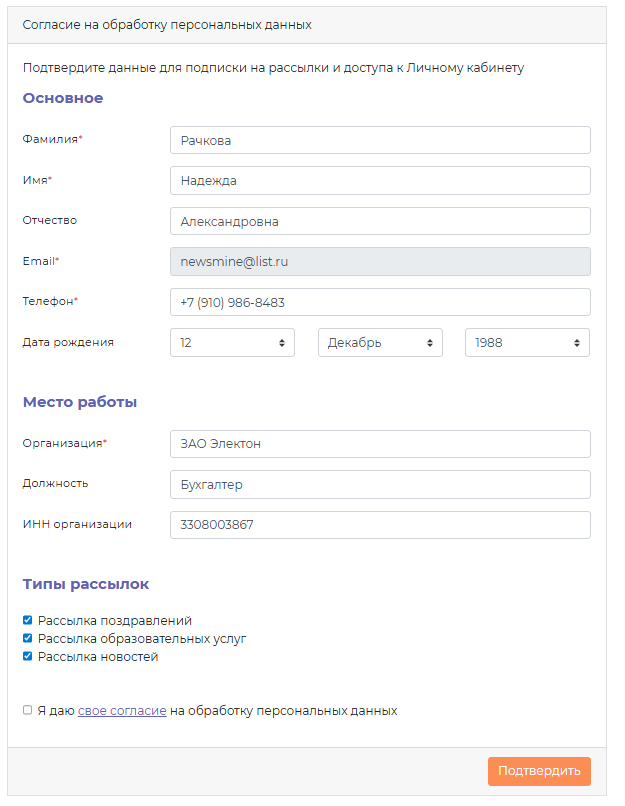 Согласие на обработку персональных данных
Подтвердите данные для подписки на рассылки и доступа к Личному кабинету
Основное
Фамилия* Рачкова
Имя* Надежда
Отчество Александровна
Email* newsmine@list.ru
Телефон* +7 (910) 986-8483
Дата рождения 12 Декабрь 1988
Место работы
Организация* ЗАО Электон
Должность Бухгалтер
ИНН организации 3308003867
Типы рассылок
Рассылка поздравлений
Рассылка образовательных услуг
Рассылка новостей
Я даю свое согласие на обработку персональных данных
Подтвердить